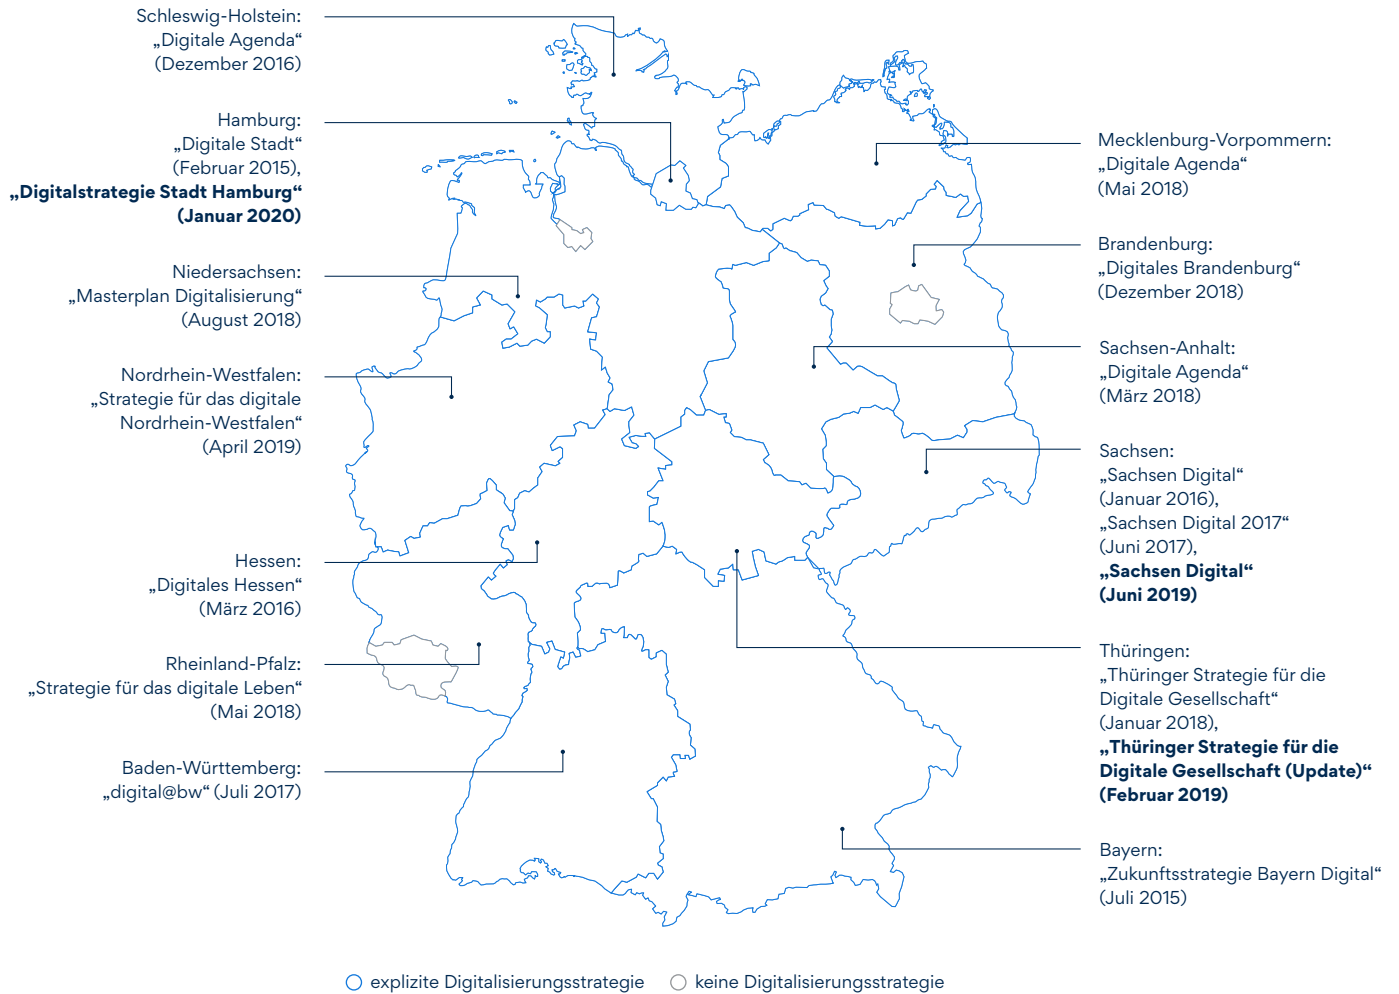 Schleswig-Holstein:
„Digitale Agenda“
(Dezember 2016)
Hamburg:
„Digitale Stadt“
(Februar 2015),
„Digitalstrategie Stadt Hamburg“
(Januar 2020)
Niedersachsen:
„Masterplan Digitalisierung“
(August 2018)
Nordrhein-Westfalen:
„Strategie für das digitale
Nordrhein-Westfalen“
(April 2019)
Hessen:
„Digitales Hessen“
(März 2016)
Rheinland-Pfalz:
„Strategie für das digitale Leben“
(Mai 2018)
Baden-Württemberg:
„digital@bw“ (Juli 2017)
Mecklenburg-Vorpommern:
„Digitale Agenda“
(Mai 2018)
Brandenburg:
„Digitales Brandenburg“
(Dezember 2018)
Sachsen-Anhalt:
„Digitale Agenda“
(März 2018)
Sachsen:
„Sachsen Digital“
(Januar 2016),
„Sachsen Digital 2017“
(Juni 2017),
„Sachsen Digital“
(Juni 2019)
Thüringen:
„Thüringer Strategie für die
Digitale Gesellschaft“
(Januar 2018),
„Thüringer Strategie für die
Digitale Gesellschaft (Update)“
(Februar 2019)
Bayern:
„Zukunftsstrategie Bayern Digital“
(Juli 2015)
explizite Digitalisierungsstrategie
keine Digitalisierungsstrategie